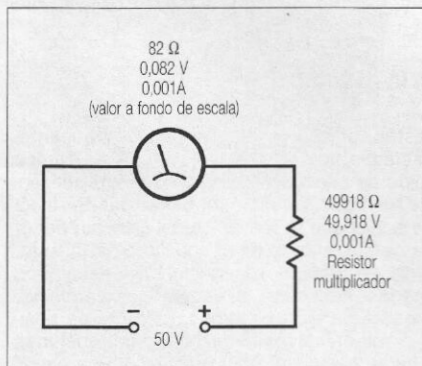 82 Ω
0,082 V
0,001A
(valor a fondo de escala)
49918 Ω
49,918 V
0,001A
Resistor
multiplicador
− +
50 V